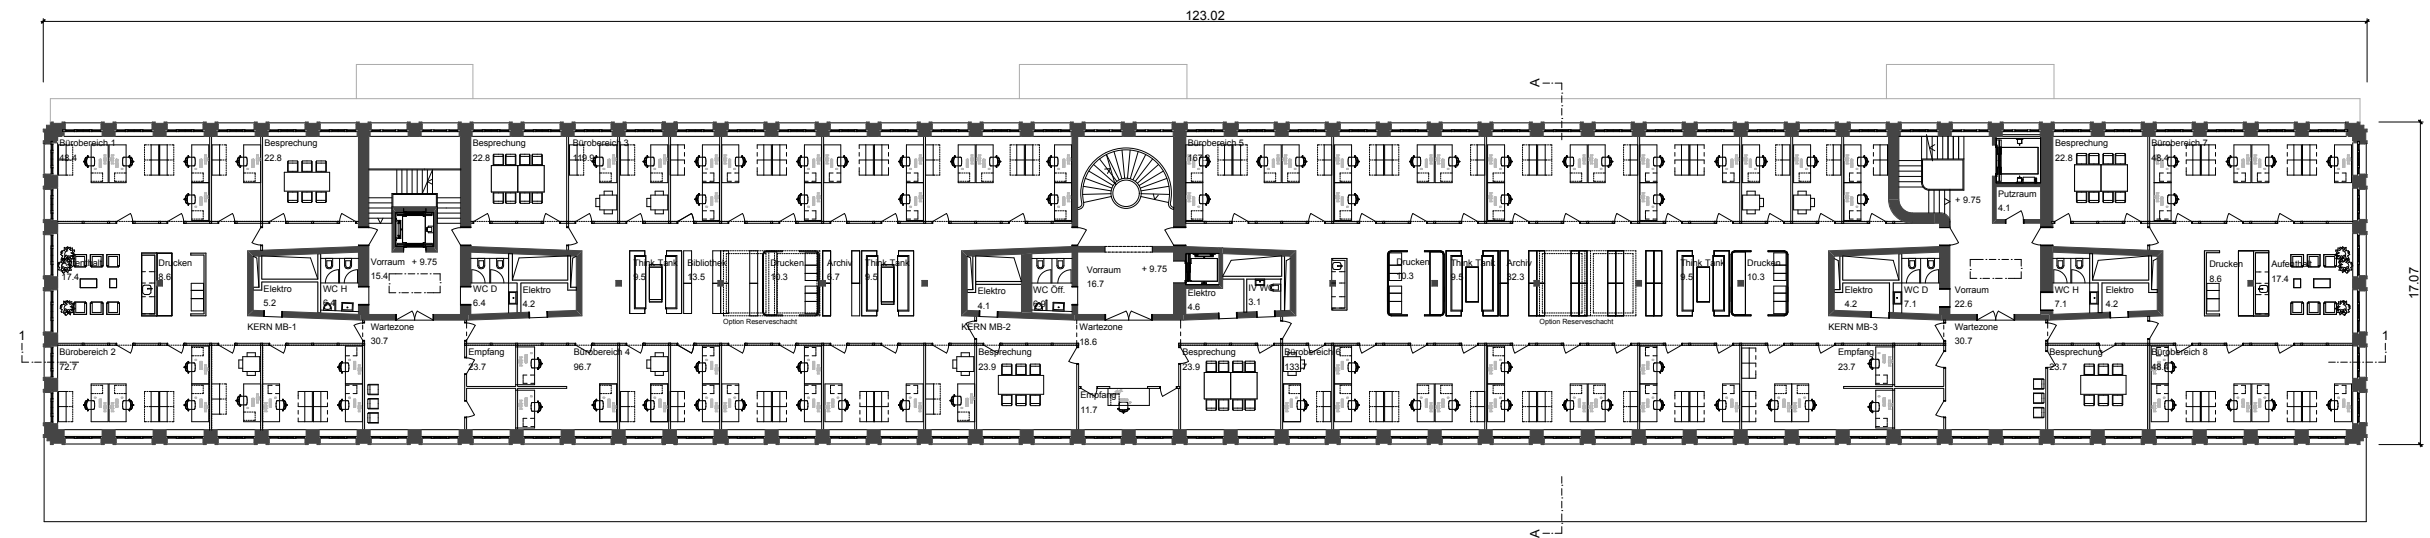 123.02
A
Bürobereich 1
48.4
Besprechung
22.8
Besprechung
22.8
Bürobereich 3
119.9
Bürobereich 5
+ 9.75
Putzraum
4.1
Besprechung
22.8
Bürobereich 7
48.4
17.07
17.4
Drucken
8.6
Elektro
5.2
WC H
Vorraum + 9.75
15.4
WC D
6.4
Elektro
4.2
Think Tank
9.5
Bibliothek
13.5
Drucken
10.3
Archiv
6.7
Think Tank
9.5
Elektro
4.1
WC Öff.
Vorraum + 9.75
16.7
Elektro
4.6
IV WC
3.1
Drucken
10.3
Think Tank
9.5
Archiv
32.3
Think Tank
9.5
Drucken
10.3
Elektro
4.2
WC D
7.1
Vorraum
22.6
WC H
7.1
Elektro
4.2
Drucken
8.6
Aufenthalt
17.4
Option Reserveschacht
Option Reserveschacht
KERN MB-1
Wartezone
30.7
KERN MB-2
Wartezone
18.6
KERN MB-3
Wartezone
30.7
1
1
Bürobereich 2
72.7
Empfang
23.7
Bürobereich 4
96.7
Besprechung
23.9
Besprechung
23.9
Bürobereich 6
133.7
Empfang
23.7
Besprechung
23.7
Bürobereich 8
Empfang
11.7
A